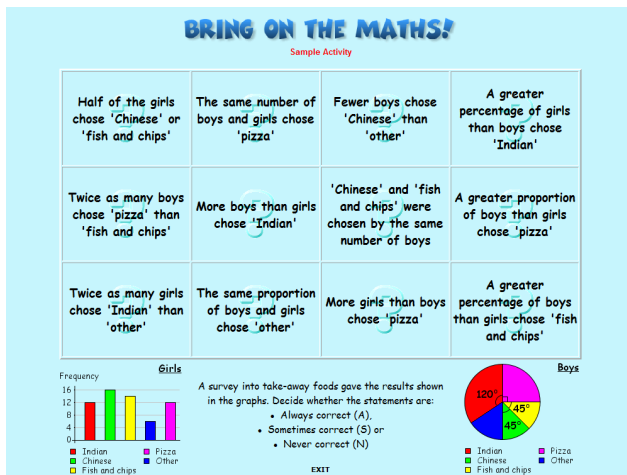 BRING ON THE MATHS!
Sample Activity
Half of the girls
chose 'Chinese' or
'fish and chips'
The same number of
boys and girls chose
'pizza'
Fewer boys chose
'Chinese' than
'other'
A greater
percentage of girls
than boys chose
'Indian'
Twice as many boys
chose 'pizza' than
'fish and chips'
More boys than girls
chose 'Indian'
'Chinese' and 'fish
and chips' were
chosen by the same
number of boys
A greater proportion
of boys than girls
chose 'pizza'
Twice as many girls
chose 'Indian' than
'other'
The same proportion
of boys and girls
chose 'other'
More girls than boys
chose 'pizza'
A greater
percentage of boys
than girls chose 'fish
and chips'
Girls
Frequency
16
12
8
4
0
Indian
Pizza
Chinese
Other
Fish and chips
A survey into take-away foods gave the results shown
in the graphs. Decide whether the statements are:
• Always correct (A),
• Sometimes correct (S) or
• Never correct (N)
EXIT
Boys
120°
45°
45°
Indian
Pizza
Chinese
Other
Fish and chips